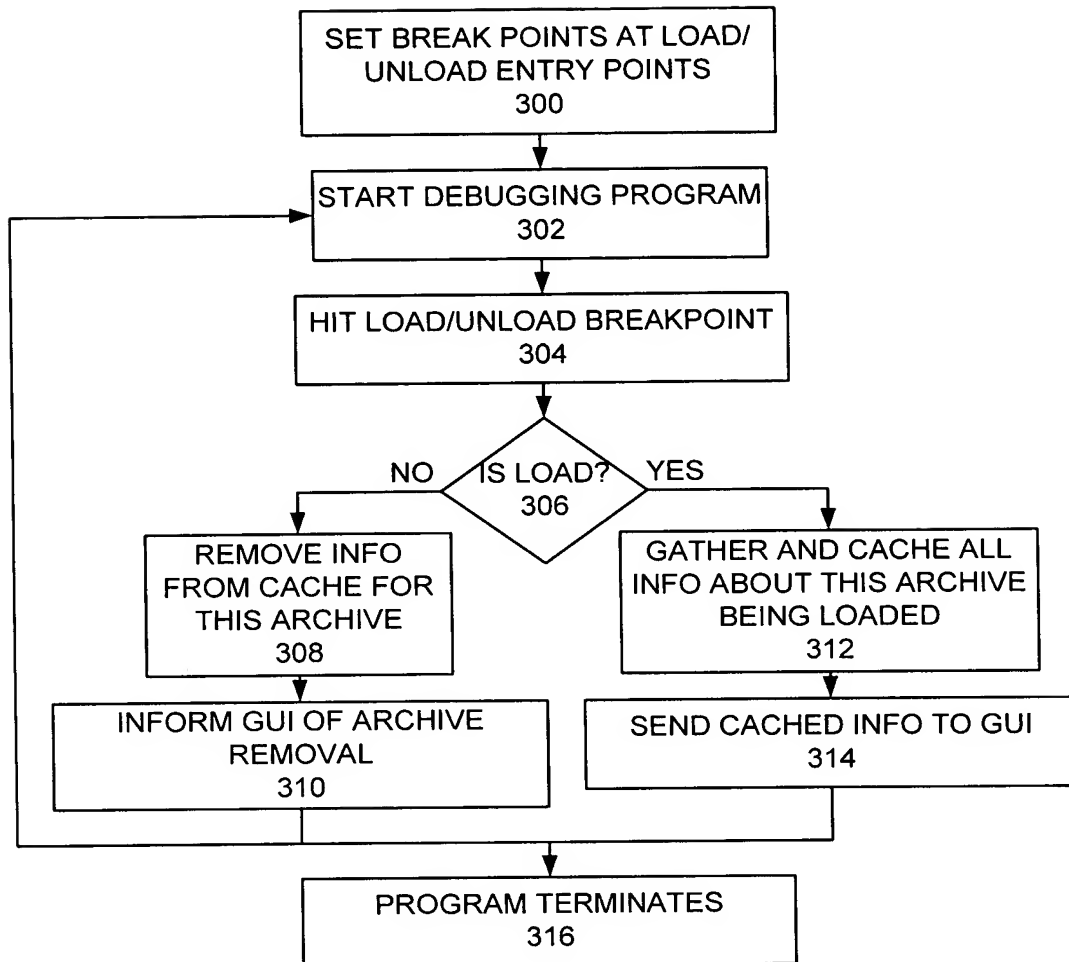 SET BREAK POINTS AT LOAD/
UNLOAD ENTRY POINTS
300
START DEBUGGING PROGRAM
302
HIT LOAD/UNLOAD BREAKPOINT
304
IS LOAD?
306
NO
YES
REMOVE INFO
FROM CACHE FOR
THIS ARCHIVE
308
INFORM GUI OF ARCHIVE
REMOVAL
310
GATHER AND CACHE ALL
INFO ABOUT THIS ARCHIVE
BEING LOADED
312
SEND CACHED INFO TO GUI
314
PROGRAM TERMINATES
316